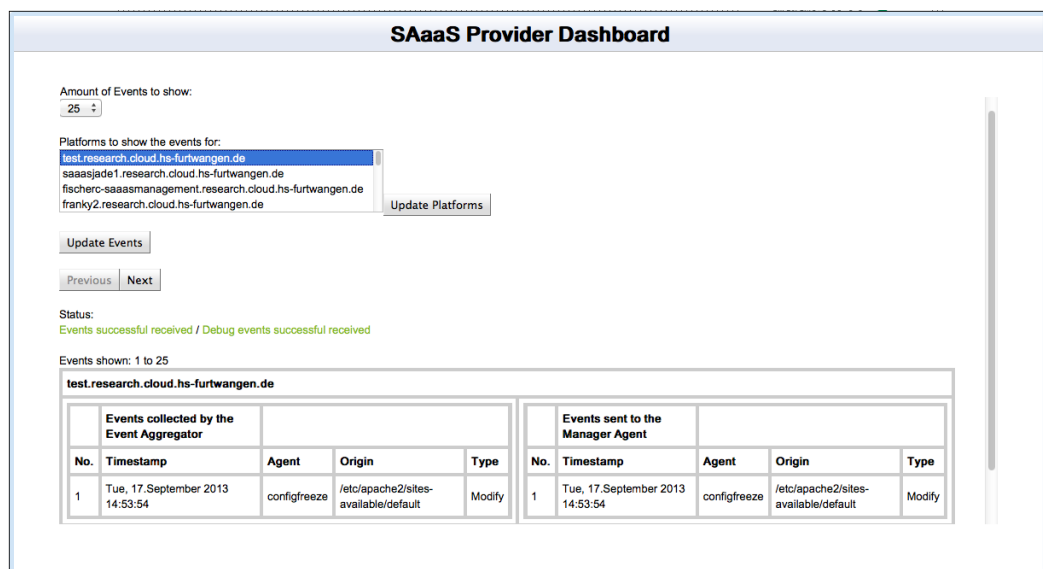 SAaaS Provider Dashboard
Amount of Events to show:
25
Platforms to show the events for:
test.research.cloud.hs-furtwangen.de
saaasjade1.research.cloud.hs-furtwangen.de
fischerc-saaasmanagement.research.cloud.hs-furtwangen.de
franky2.research.cloud.hs-furtwangen.de
Update Platforms
Update Events
Previous Next
Status:
Events successful received / Debug events successful received
Events shown: 1 to 25
test.research.cloud.hs-furtwangen.de
Events collected by the
Event Aggregator
No. Timestamp Agent Origin Type
1 Tue, 17.September 2013
14:53:54 configfreeze /etc/apache2/sites-
available/default Modify
Events sent to the
Manager Agent
No. Timestamp Agent Origin Type
1 Tue, 17.September 2013
14:53:54 configfreeze /etc/apache2/sites-
available/default Modify